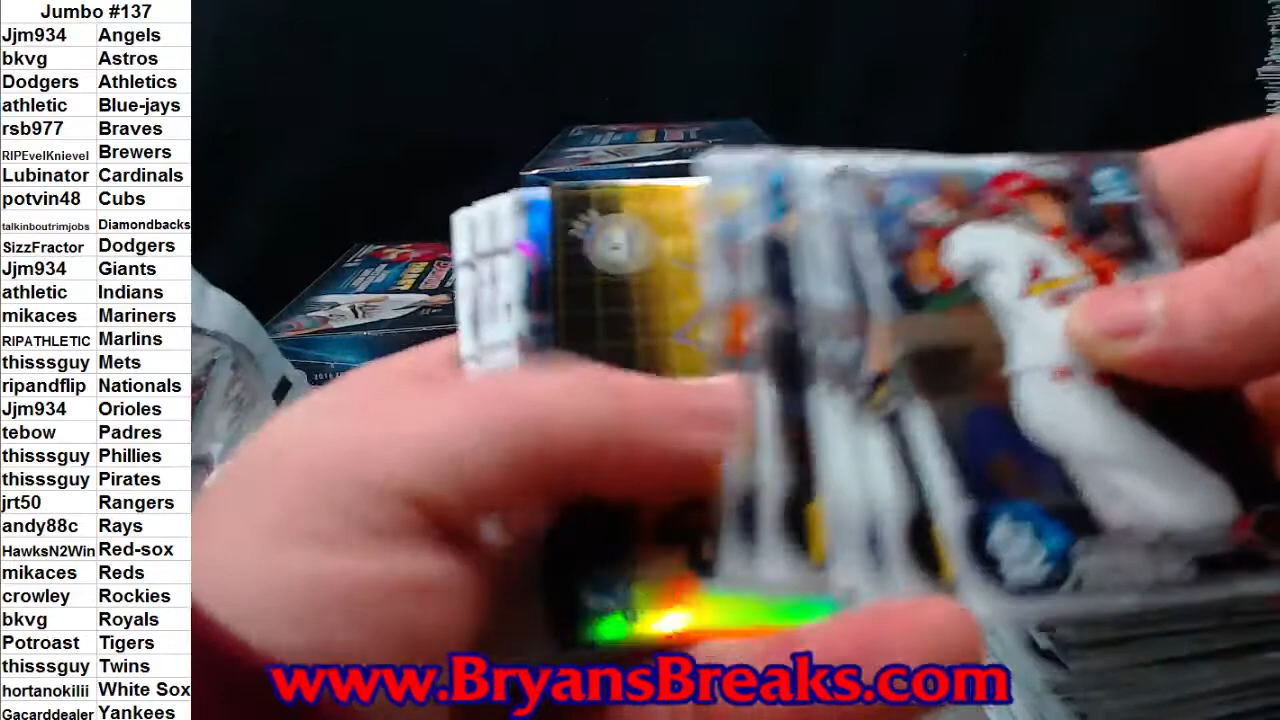 Jumbo #137
Jjm934 Angels
bkvg Astros
Dodgers Athletics
athletic Blue-jays
rsb977 Braves
RIPEvelKnievel Brewers
Lubinator Cardinals
potvin48 Cubs
talkinboutrimjobs Diamondbacks
SizzFractor Dodgers
Jjm934 Giants
athletic Indians
mikaces Mariners
RIPATHLETIC Marlins
thisssguy Mets
ripandflip Nationals
Jjm934 Orioles
tebow Padres
thisssguy Phillies
thisssguy Pirates
jrt50 Rangers
andy88c Rays
HawksN2Win Red-sox
mikaces Reds
crowley Rockies
bkvg Royals
Potroast Tigers
thisssguy Twins
hortanokilii White Sox
Gacarddealer Yankees
www.BryansBreaks.com